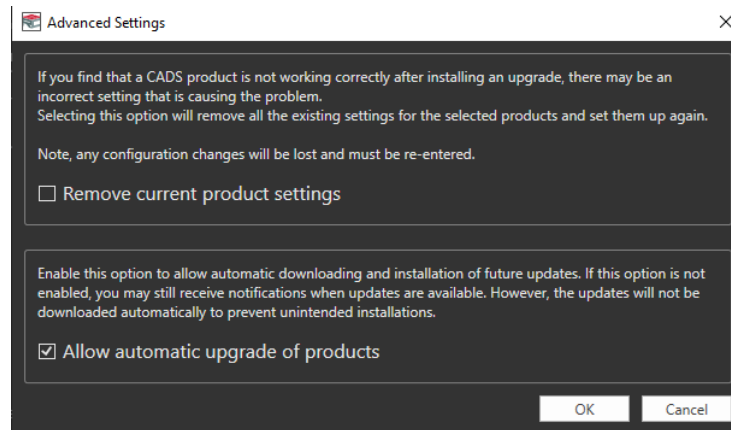 Advanced Settings
If you find that a CADS product is not working correctly after installing an upgrade, there may be an
incorrect setting that is causing the problem.
Selecting this option will remove all the existing settings for the selected products and set them up again.
Note, any configuration changes will be lost and must be re-entered.
Remove current product settings
Enable this option to allow automatic downloading and installation of future updates. If this option is not
enabled, you may still receive notifications when updates are available. However, the updates will not be
downloaded automatically to prevent unintended installations.
Allow automatic upgrade of products
OK Cancel